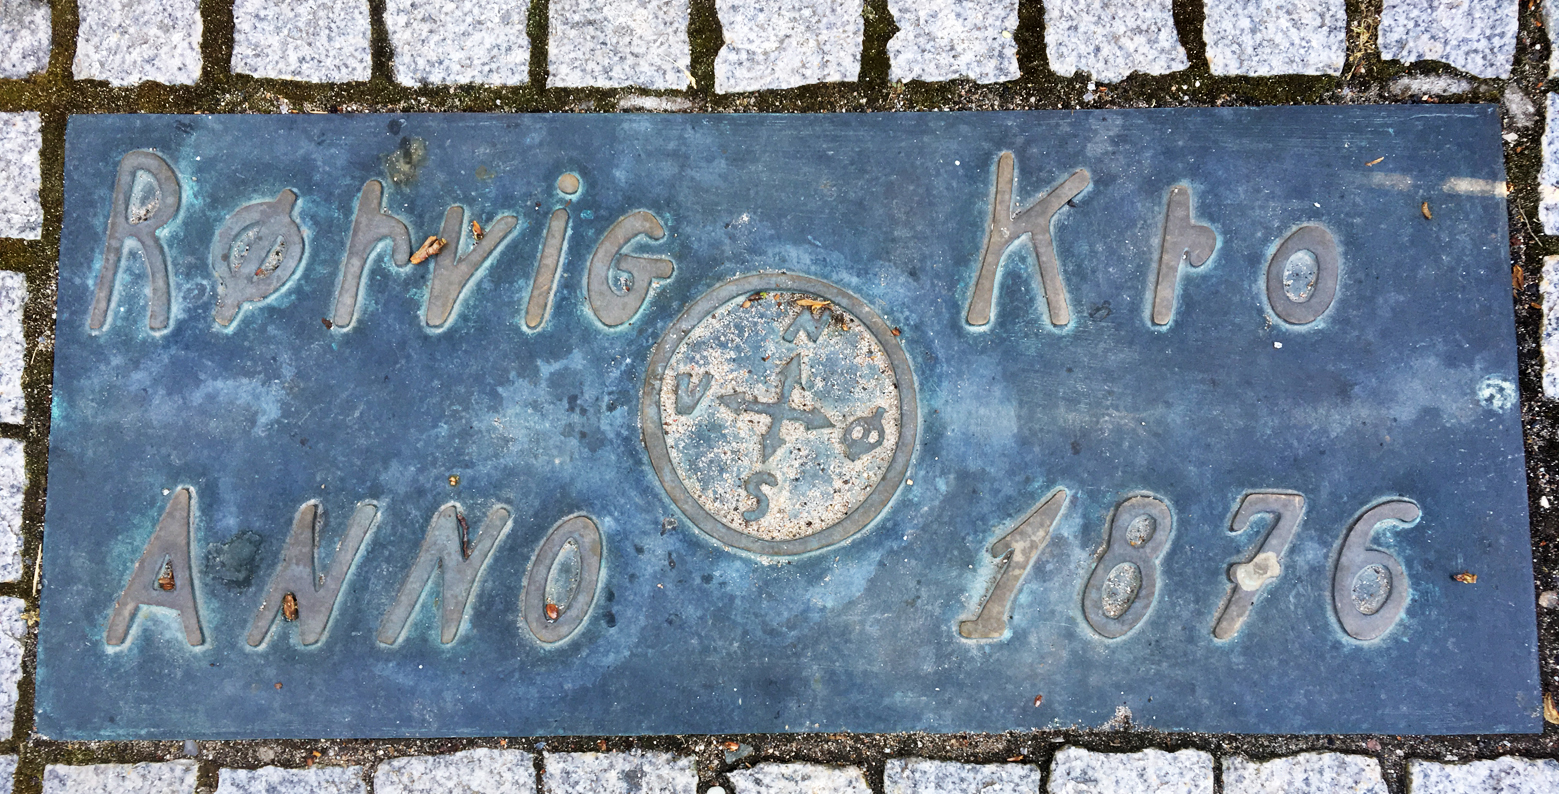 Rørvig Kro
N
V Ø
S
ANNO 1876